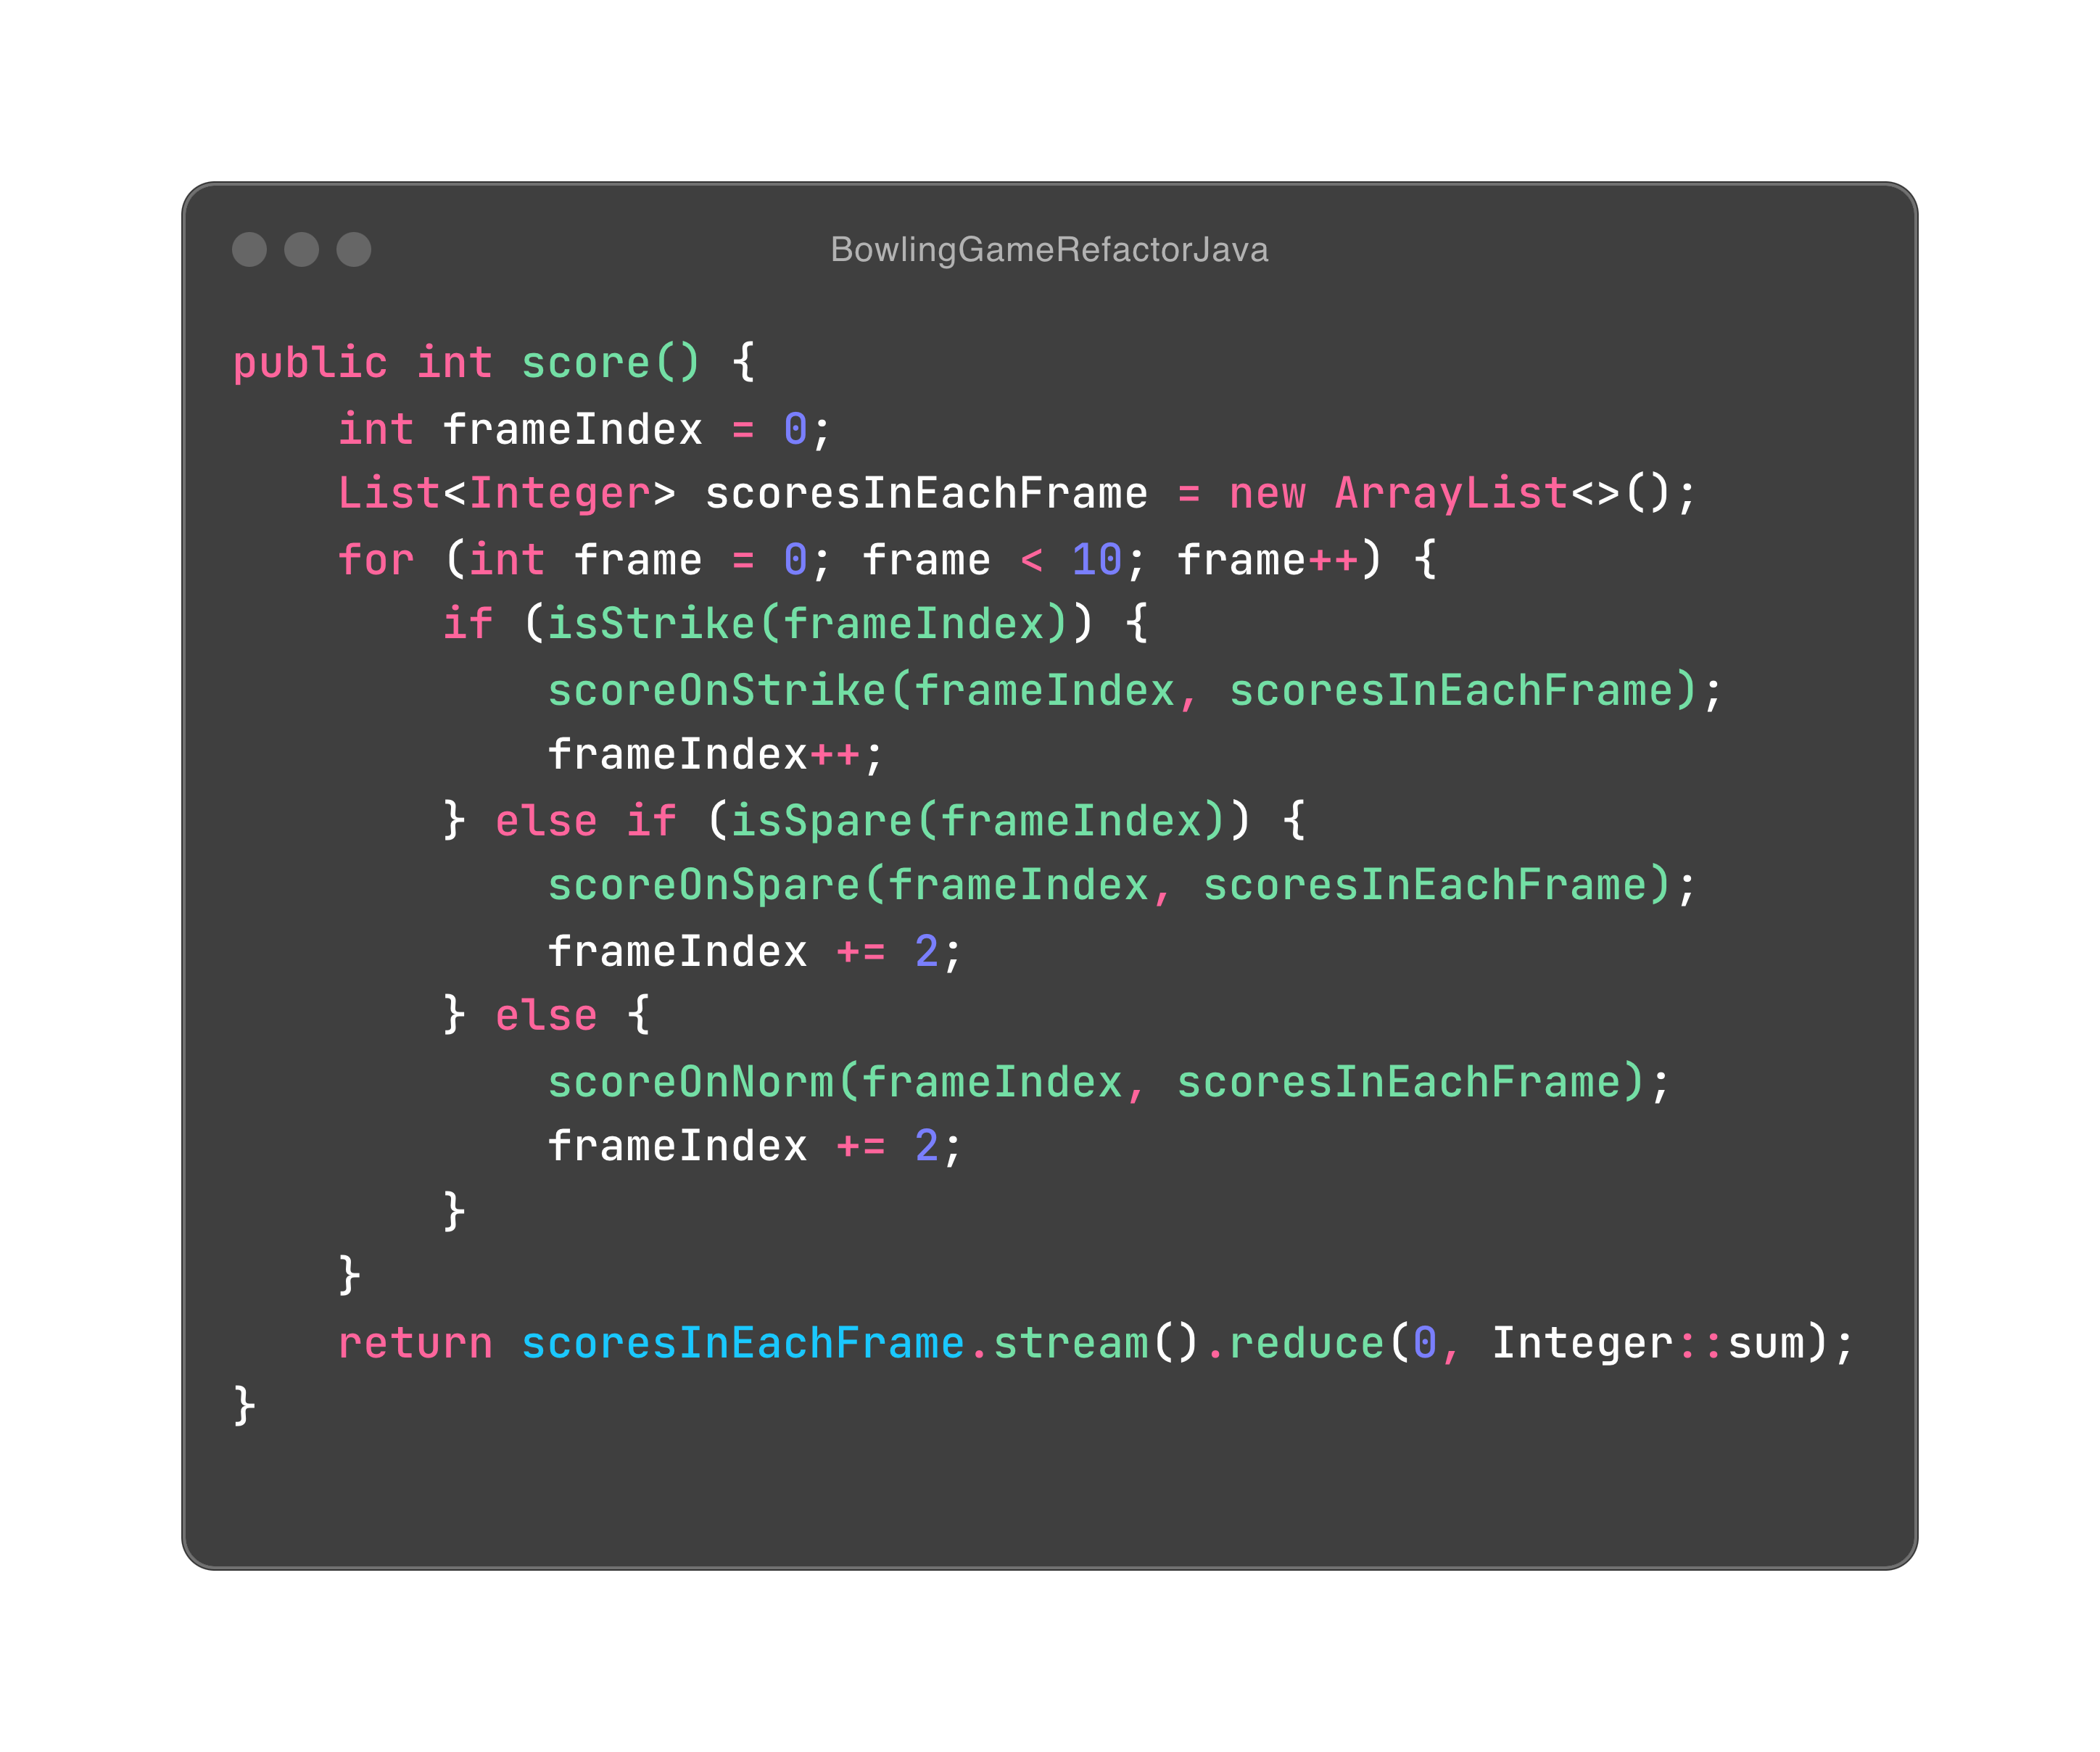 BowlingGameRefactorJava
public int score() {
    int frameIndex = 0;
    List<Integer> scoresInEachFrame = new ArrayList<>();
    for (int frame = 0; frame < 10; frame++) {
        if (isStrike(frameIndex)) {
            scoreOnStrike(frameIndex, scoresInEachFrame);
            frameIndex++;
        } else if (isSpare(frameIndex)) {
            scoreOnSpare(frameIndex, scoresInEachFrame);
            frameIndex += 2;
        } else {
            scoreOnNorm(frameIndex, scoresInEachFrame);
            frameIndex += 2;
        }
    }
    return scoresInEachFrame.stream().reduce(0, Integer::sum);
}